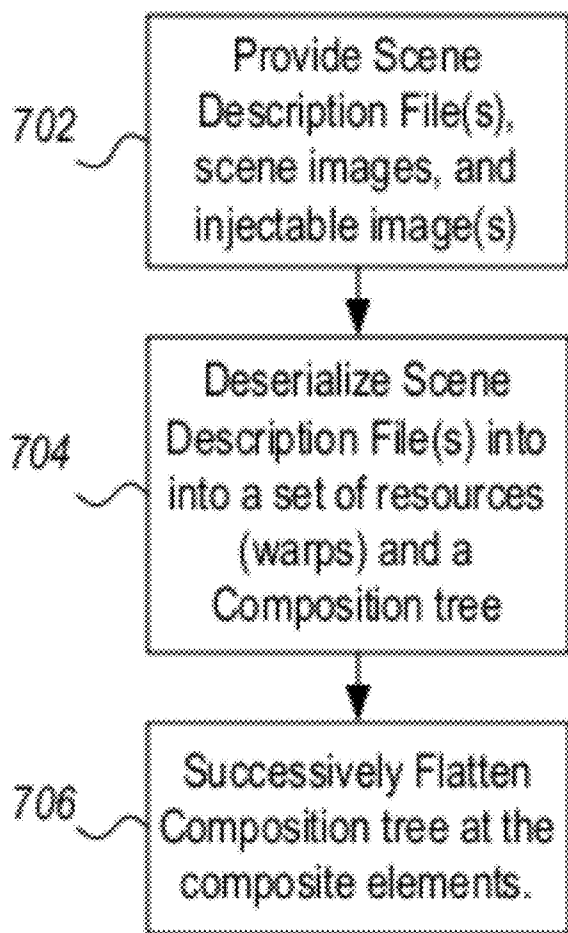 702
Provide Scene
Description File(s),
scene images, and
injectable image(s)
704
Deserialize Scene
Description File(s) into
into a set of resources
(warps) and a
Composition tree
706
Successively Flatten
Composition tree at the
composite elements.